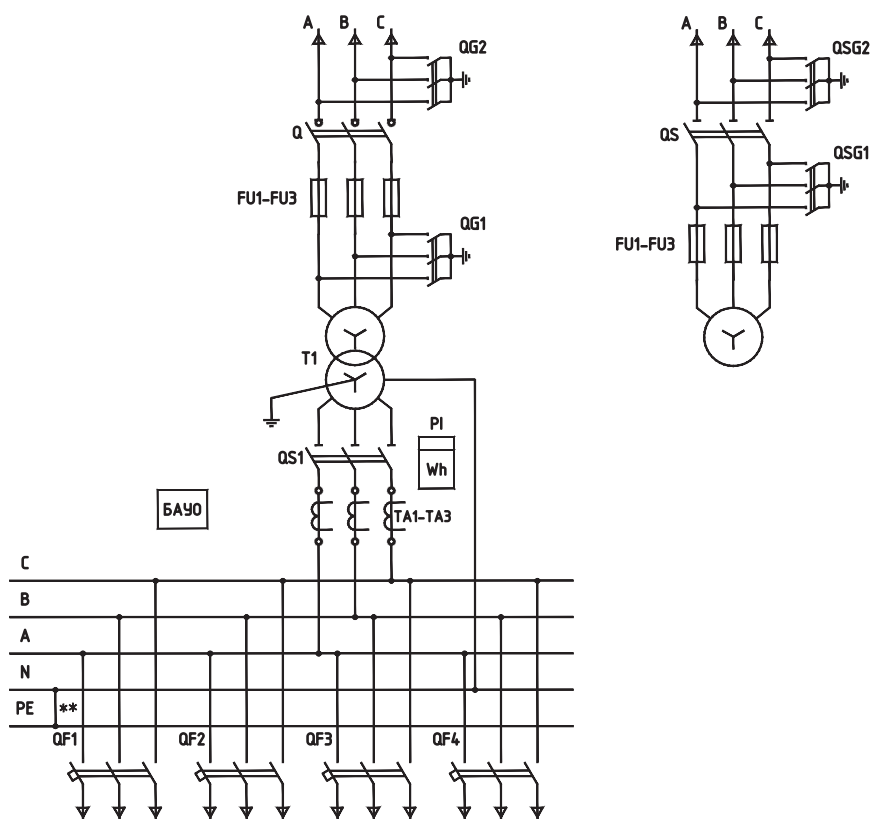 A B C
QG2
Q
FU1-FU3
QG1
T1
PI
QS1
Wh
БАУО
TA1-TA3
C
B
A
N
PE **
QF1 QF2 QF3 QF4
A B C
QSG2
QS
QSG1
FU1-FU3